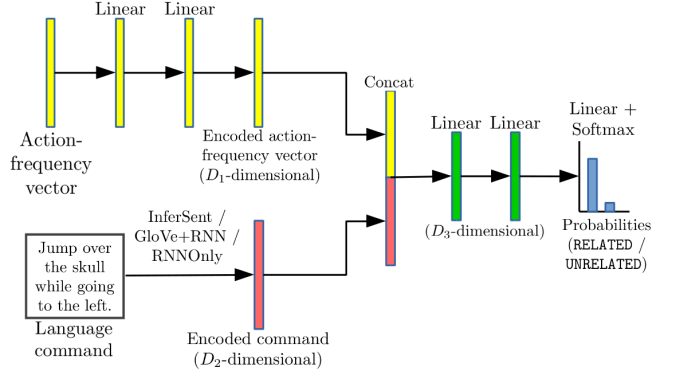 Linear
Linear
Action-
frequency
vector
Encoded action-
frequency vector
(D₁-dimensional)
Concat
Linear
Linear
Linear +
Softmax
(D₃-dimensional)
Probabilities
(RELATED /
UNRELATED)
InferSent /
GloVe+RNN /
RNNOnly
Jump over
the skull
while going
to the left.
Language
command
Encoded command
(D₂-dimensional)